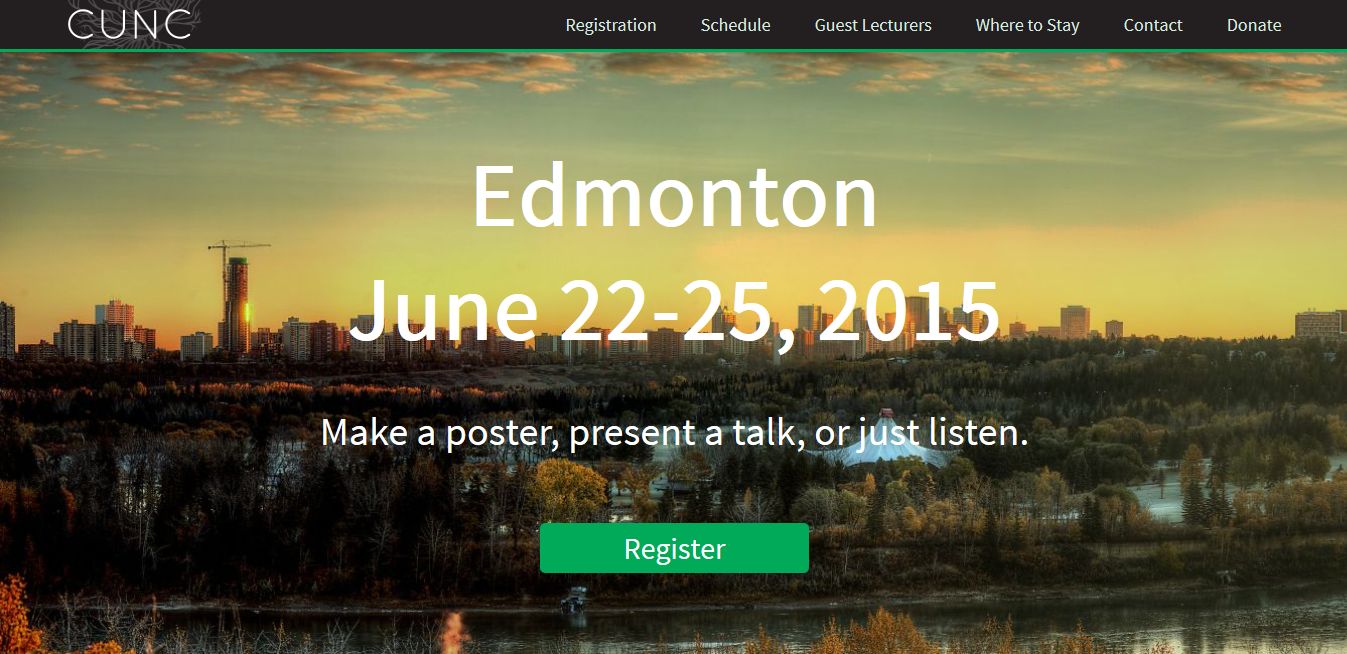 CUNC
Registration Schedule Guest Lecturers Where to Stay Contact Donate
Edmonton
June 22-25, 2015
Make a poster, present a talk, or just listen.
Register